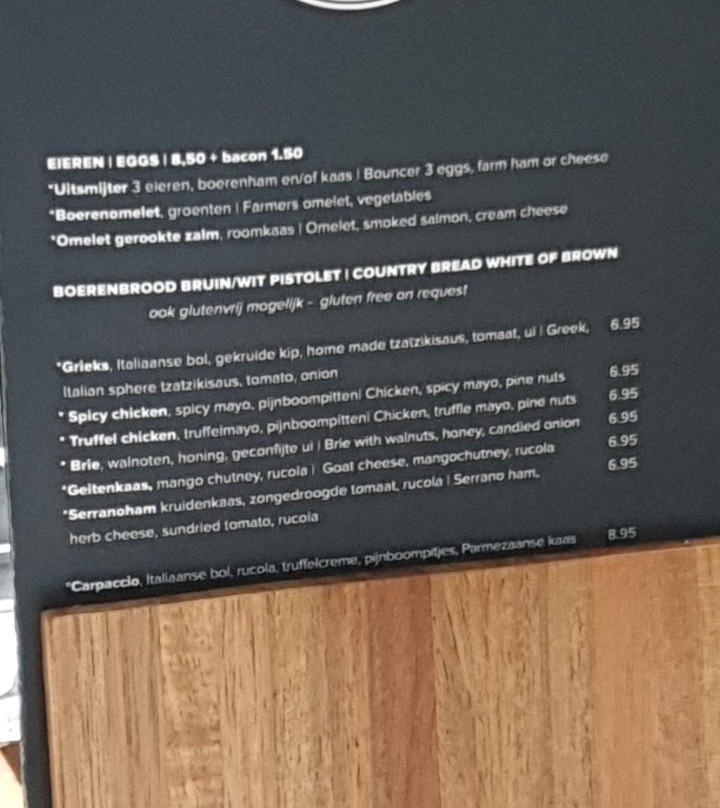 EIEREN | EGGS | 8,50 + bacon 1.50
*Uitsmijter 3 eieren, boerenham en/of kaas | Bouncer 3 eggs, farm ham or cheese
*Boerenomelet, groenten | Farmers omelet, vegetables
*Omelet gerookte zalm, roomkaas | Omelet, smoked salmon, cream cheese
BOERENBROOD BRUIN/WIT PISTOLET | COUNTRY BREAD WHITE OF BROWN
ook glutenvrij mogelijk - gluten free on request
*Grieks, Italiaanse bol, gekruide kip, home made tzatzikisaus, tomaat, ui | Greek, 6.95
Italian sphere tzatzikisaus, tomato, onion
* Spicy chicken, spicy mayo, pijnboompitten| Chicken, spicy mayo, pine nuts 6.95
* Truffel chicken, truffelmayo, pijnboompitten| Chicken, truffle mayo, pine nuts 6.95
* Brie, walnoten, honing, geconfijte ui | Brie with walnuts, honey, candied onion 6.95
*Geitenkaas, mango chutney, rucola | Goat cheese, mangochutney, rucola 6.95
*Serranoham kruidenkaas, zongedroogde tomaat, rucola | Serrano ham, 6.95
herb cheese, sundried tomato, rucola
*Carpaccio, Italiaanse bol, rucola, truffelcreme, pijnboompitjes, Parmezaanse kaas 8.95